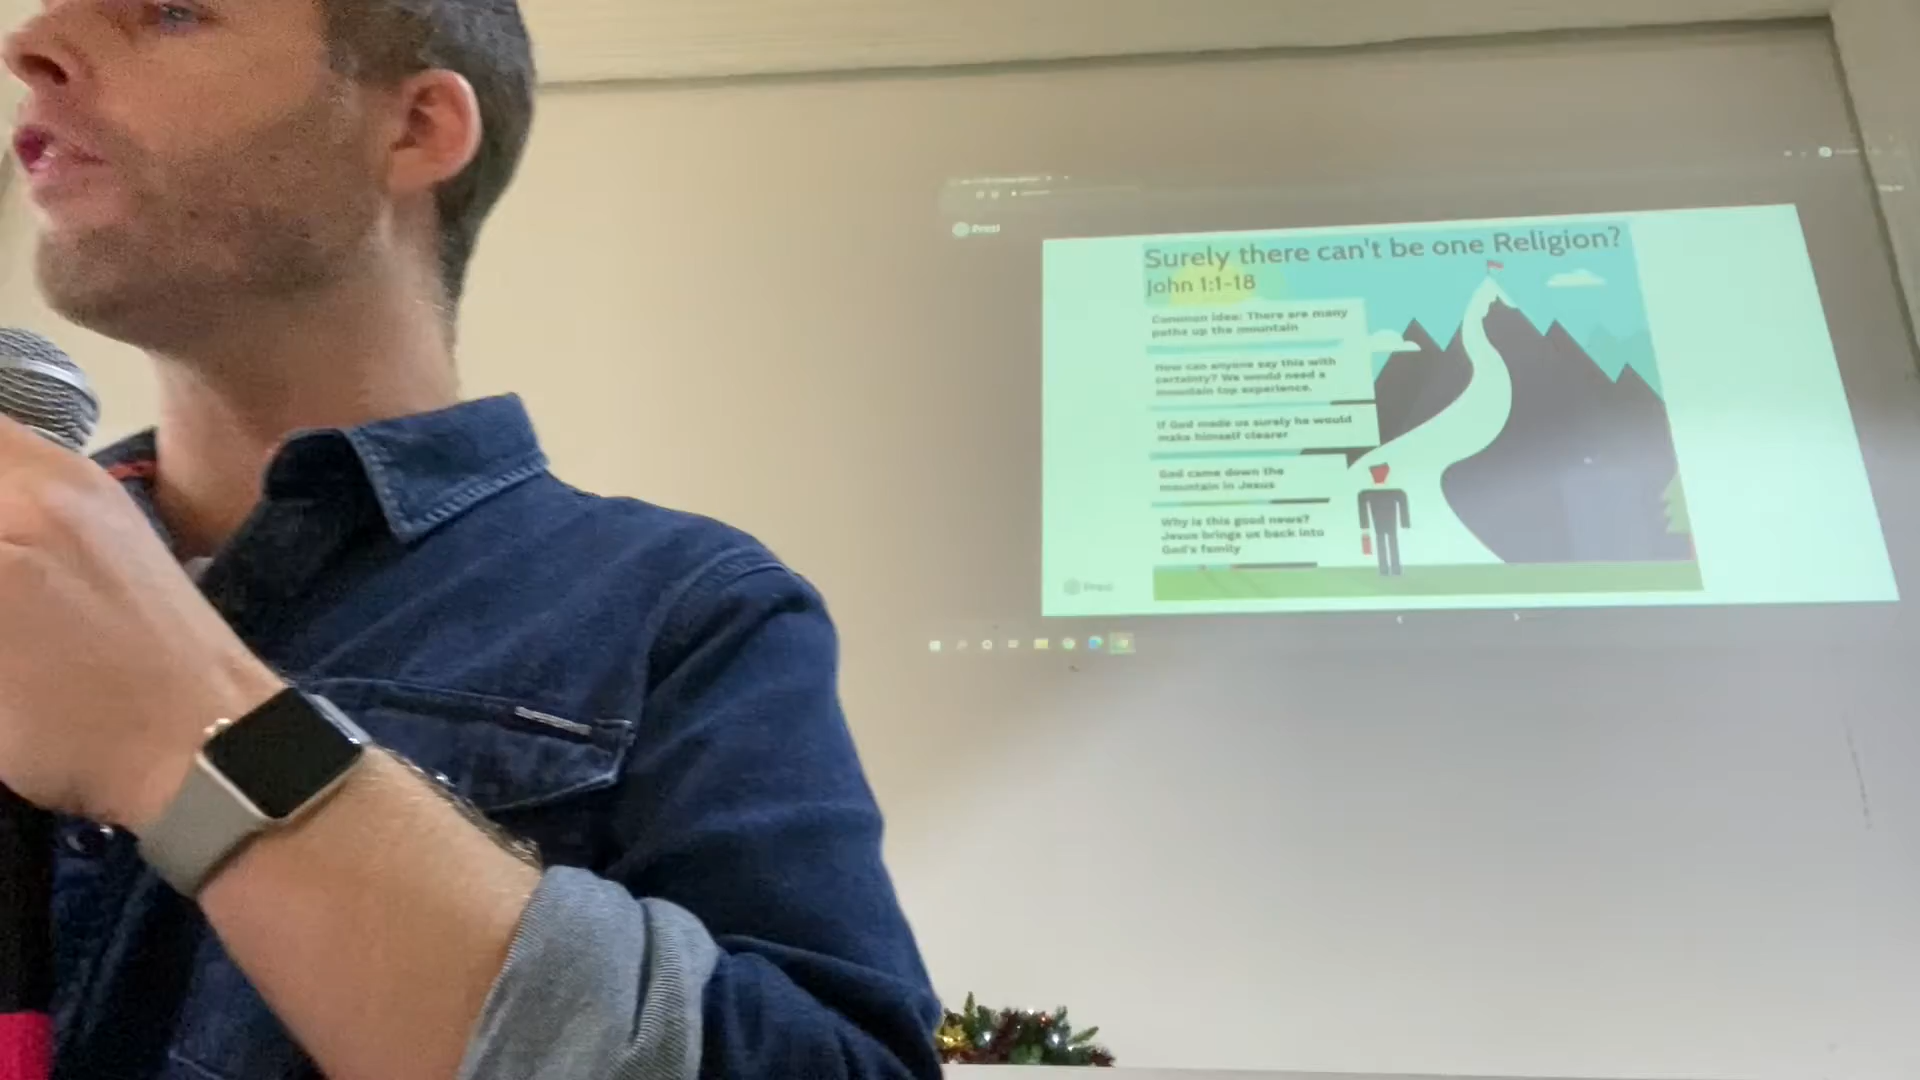 Prezi
Surely there can't be one Religion?
John 1:1-18
Common idea: There are many
paths up the mountain
How can anyone say this with
certainty? We would need a
mountain top experience.
If God made us surely he would
make himself clearer
God came down the
mountain in Jesus
Why is this good news?
Jesus brings us back into
God's family
Prezi